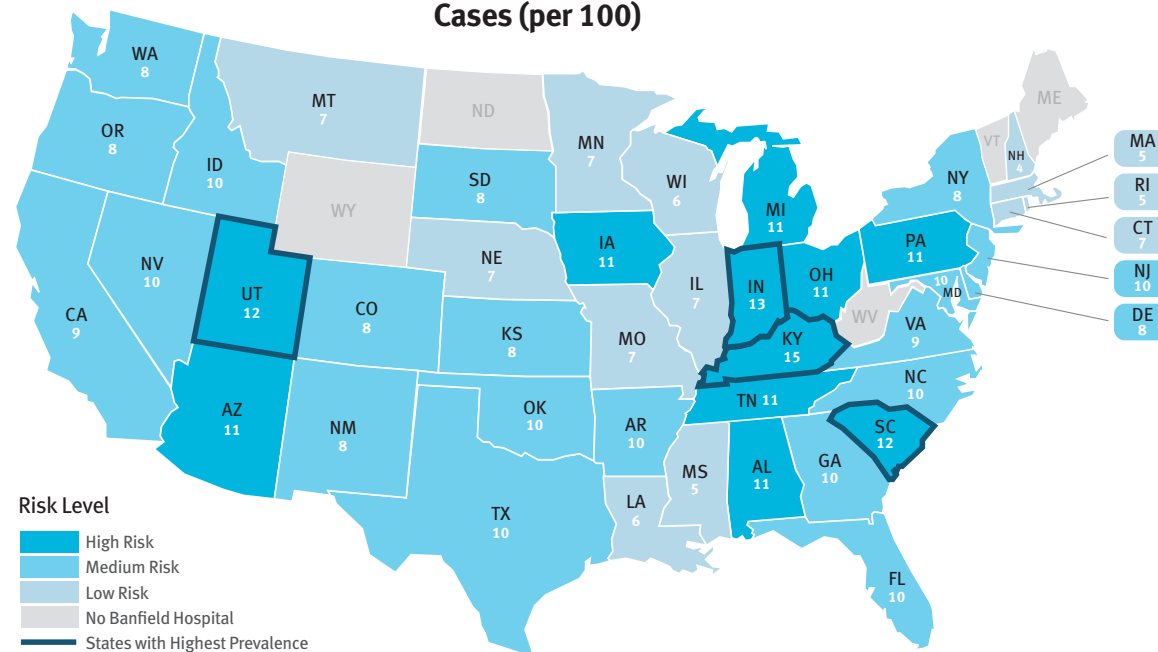 Cases (per 100)
WA
8
OR
8
ID
10
MT
7
ND
MN
7
WI
6
SD
8
WY
NE
7
IA
11
MI
11
NY
8
VT
NH
4
ME
MA
5
RI
5
CT
7
NJ
10
DE
8
PA
11
OH
11
IN
13
IL
7
NV
10
UT
12
CO
8
CA
9
KS
8
MO
7
KY
15
WV
VA
9
10
MD
NC
10
TN 11
SC
12
AZ
11
NM
8
OK
10
AR
10
MS
5
AL
11
GA
10
LA
6
TX
10
FL
10
Risk Level
High Risk
Medium Risk
Low Risk
No Banfield Hospital
States with Highest Prevalence